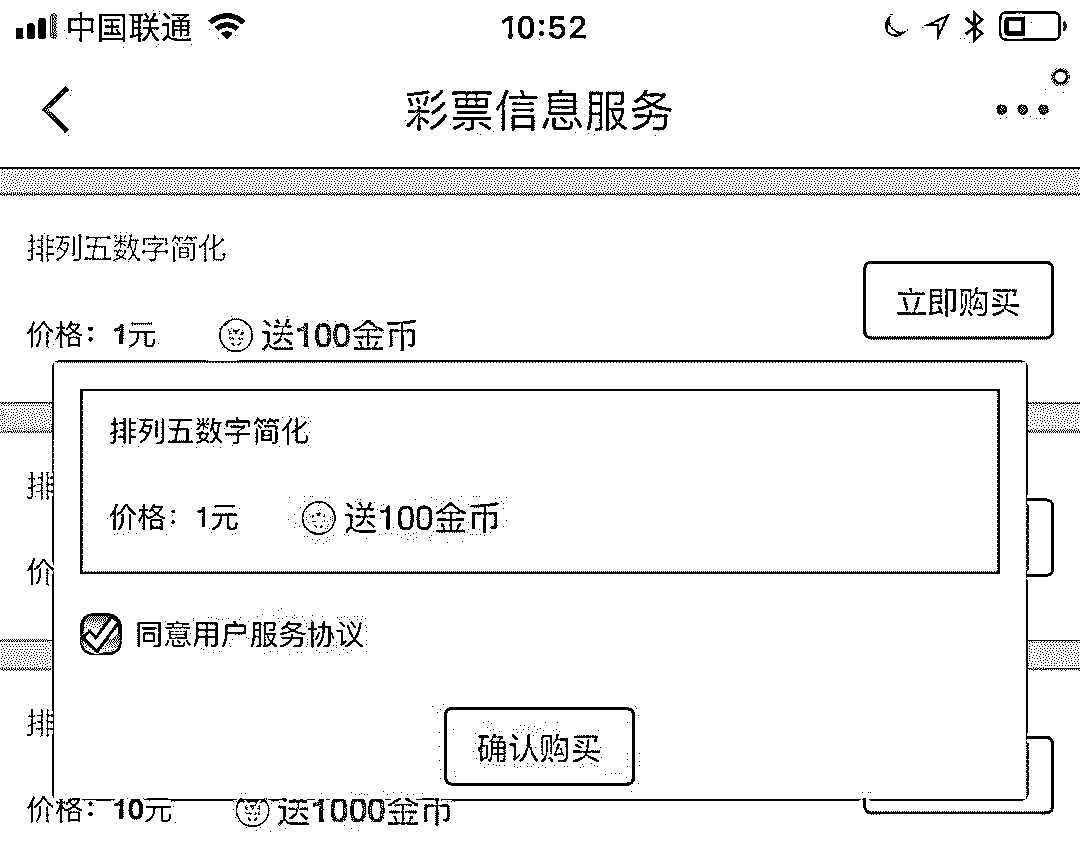 中国联通 10:52
彩票信息服务
排列五数字简化
立即购买
价格：1元 送100金币
排列五数字简化
价格：1元 送100金币
排
价
同意用户服务协议
排
确认购买
价格：10元 送1000金币